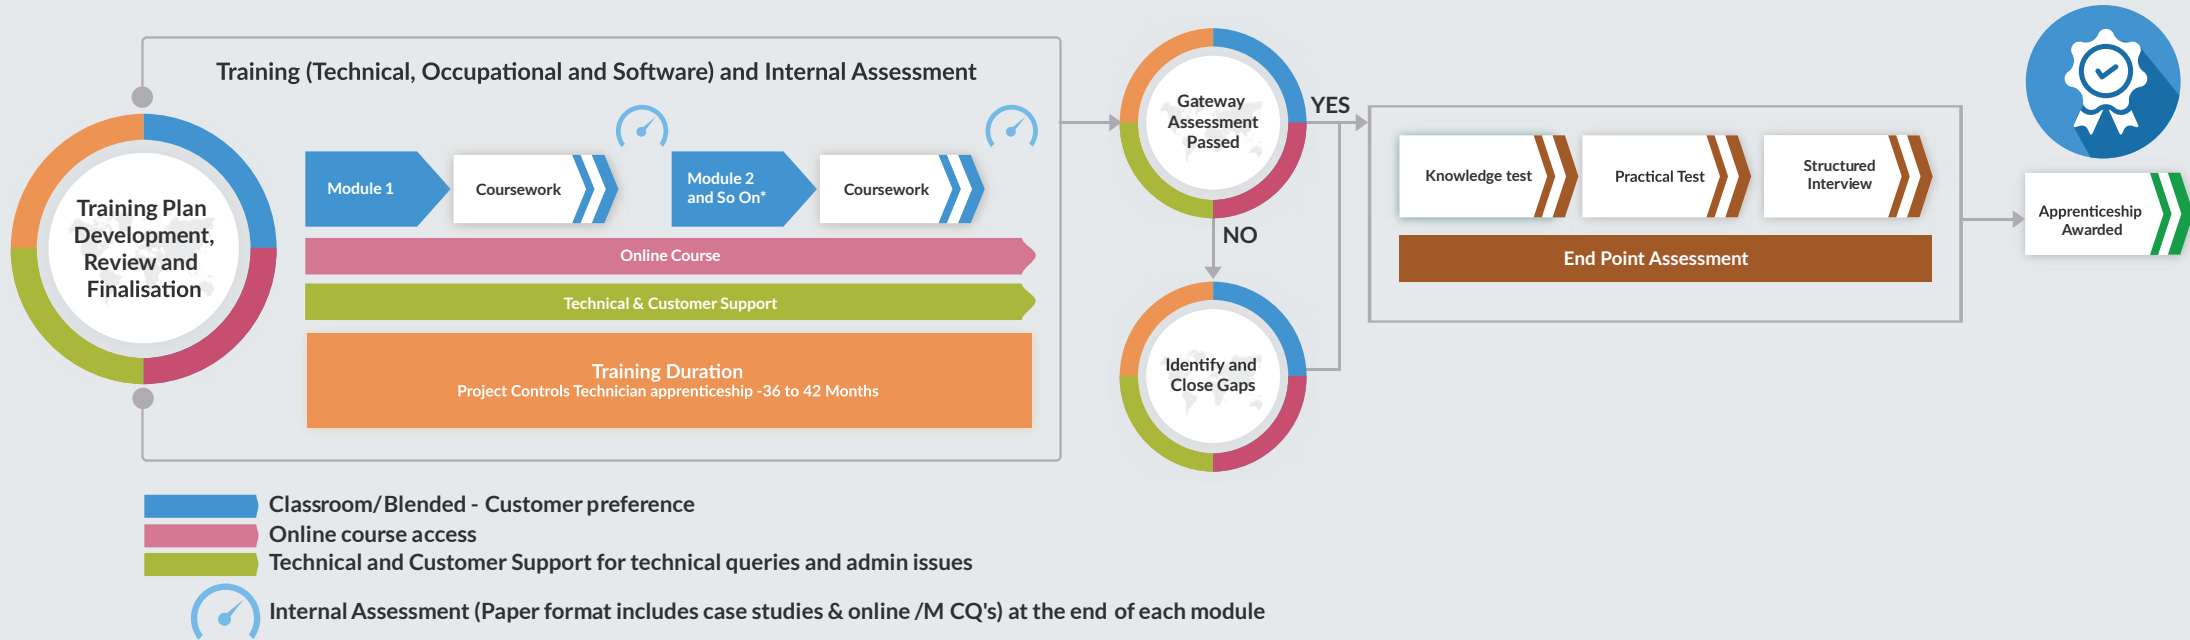 Training (Technical, Occupational and Software) and Internal Assessment
Training Plan
Development,
Review and
Finalisation
Module 1
Coursework
Module 2
and So On*
Coursework
Online Course
Technical & Customer Support
Training Duration
Project Controls Technician apprenticeship -36 to 42 Months
Gateway
Assessment
Passed
YES
NO
Identify and
Close Gaps
Knowledge test
Practical Test
Structured
Interview
End Point Assessment
Apprenticeship
Awarded
Classroom/Blended - Customer preference
Online course access
Technical and Customer Support for technical queries and admin issues
Internal Assessment (Paper format includes case studies & online /M CQ's) at the end of each module